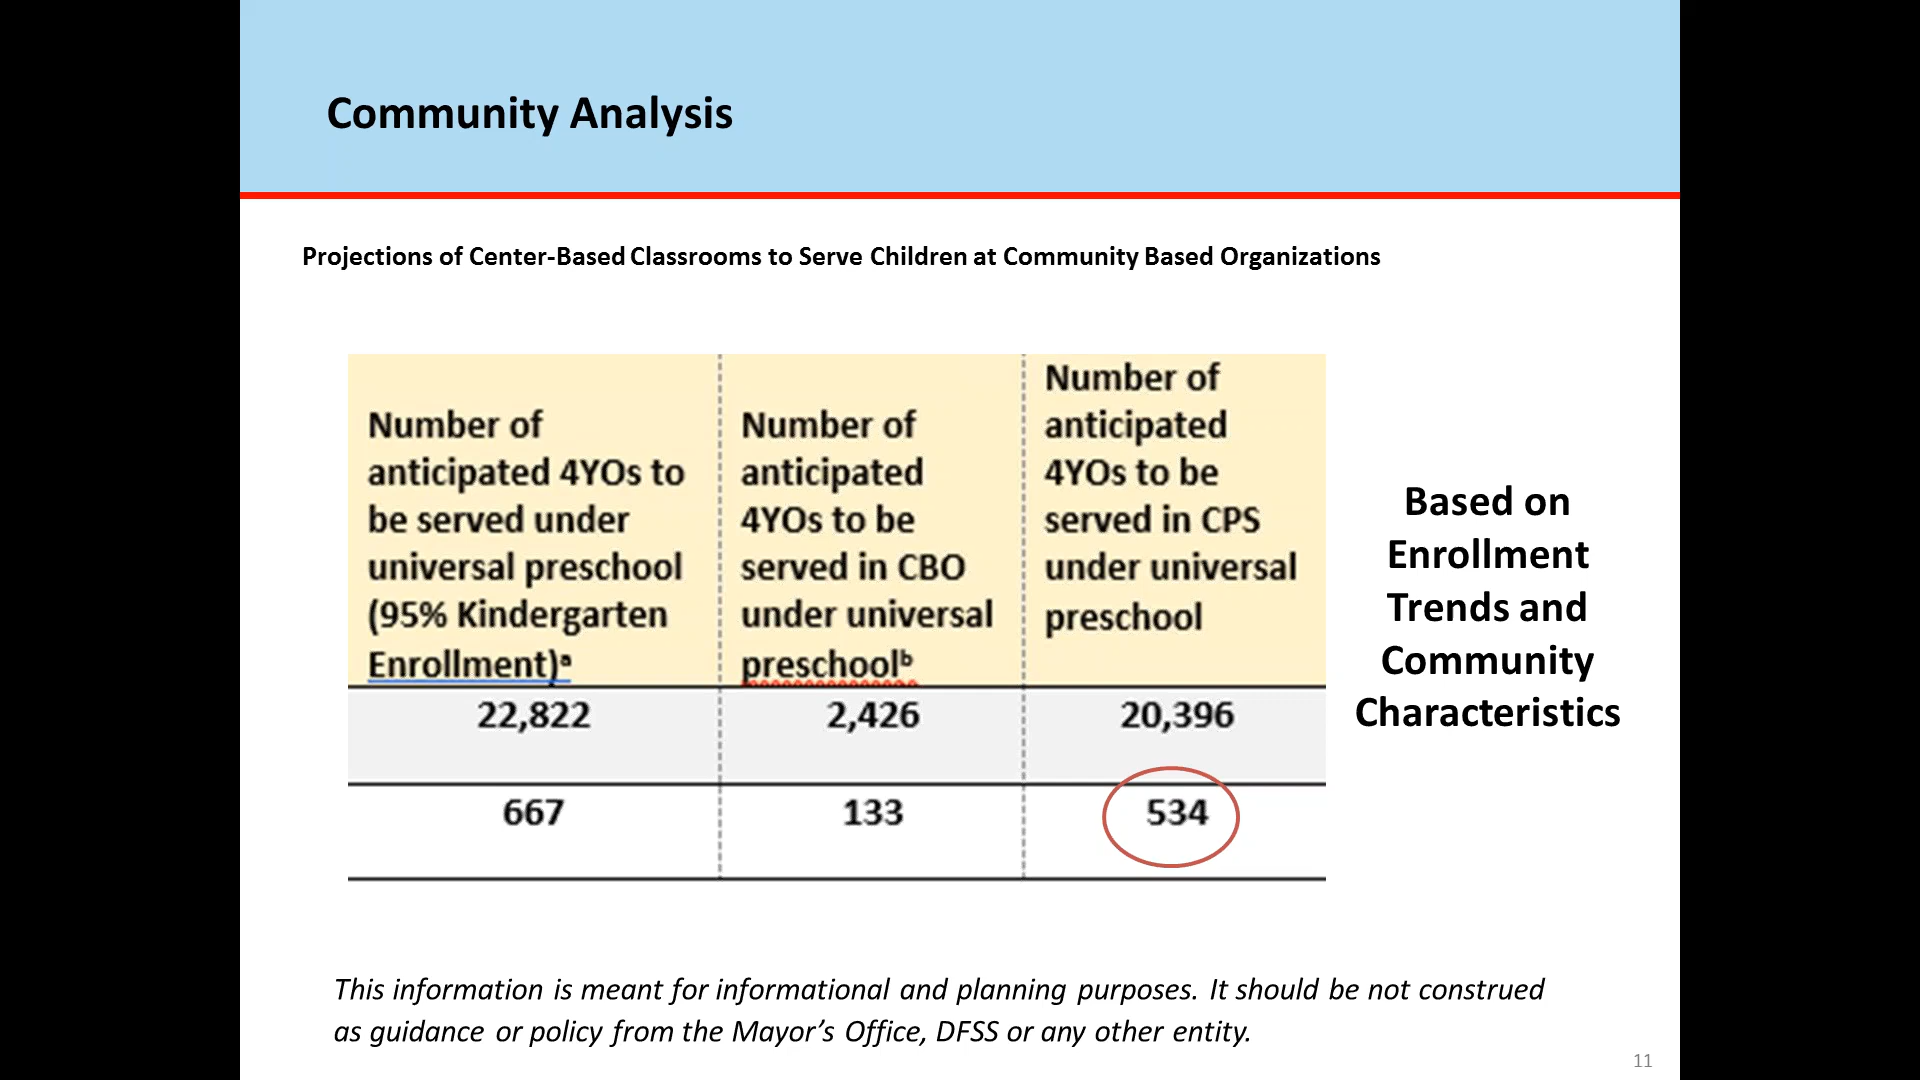 Community Analysis
Projections of Center-Based Classrooms to Serve Children at Community Based Organizations
Number of
anticipated 4YOs to
be served under
universal preschool
(95% Kindergarten
Enrollment)ᵃ
Number of
anticipated
4YOs to be
served in CBO
under universal
preschoolᵇ
Number of
anticipated
4YOs to be
served in CPS
under universal
preschool
22,822
2,426
20,396
667
133
534
Based on
Enrollment
Trends and
Community
Characteristics
This information is meant for informational and planning purposes. It should be not construed
as guidance or policy from the Mayor’s Office, DFSS or any other entity.
11